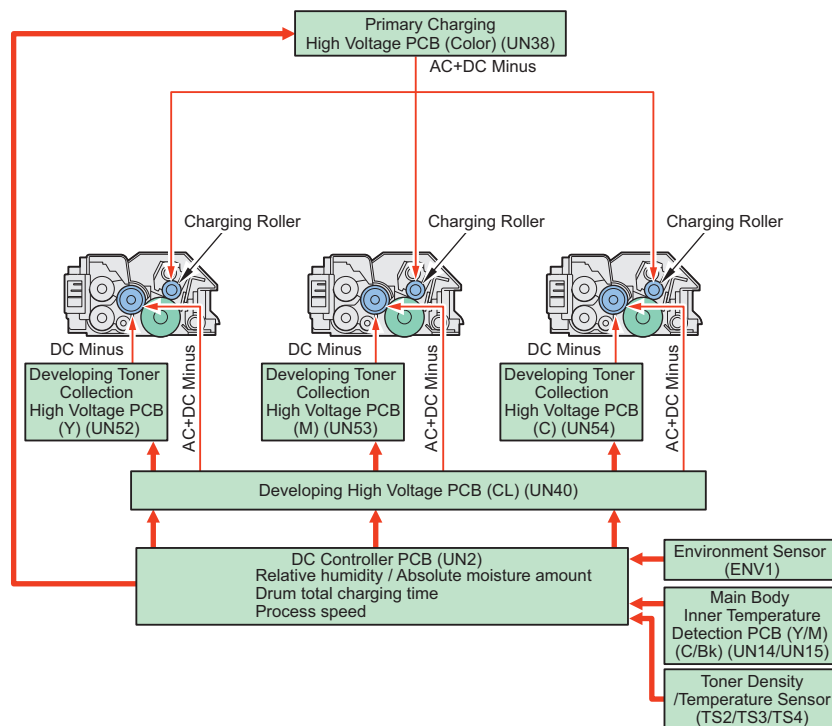 Primary Charging
High Voltage PCB (Color) (UN38)
AC+DC Minus
Charging Roller
Charging Roller
Charging Roller
DC Minus
AC+DC Minus
DC Minus
AC+DC Minus
DC Minus
AC+DC Minus
Developing Toner
Collection
High Voltage PCB
(Y) (UN52)
Developing Toner
Collection
High Voltage PCB
(M) (UN53)
Developing Toner
Collection
High Voltage PCB
(C) (UN54)
Developing High Voltage PCB (CL) (UN40)
DC Controller PCB (UN2)
Relative humidity / Absolute moisture amount
Drum total charging time
Process speed
Environment Sensor
(ENV1)
Main Body
Inner Temperature
Detection PCB (Y/M)
(C/Bk) (UN14/UN15)
Toner Density
/Temperature Sensor
(TS2/TS3/TS4)